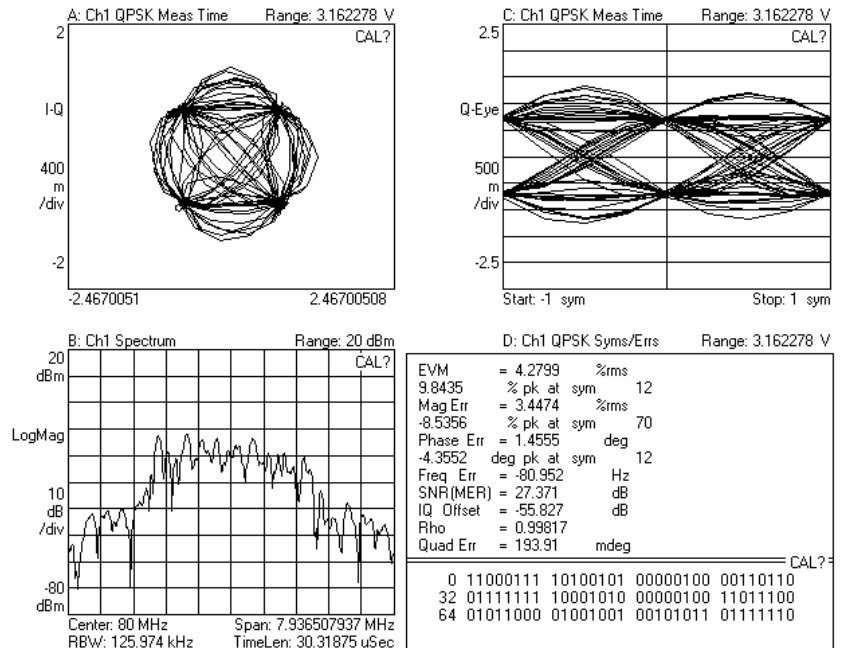 A: Ch1 QPSK Meas Time Range: 3.162278 V
2
CAL?
I-Q
400
m
/div
-2
-2.4670051 2.46700508
C: Ch1 QPSK Meas Time Range: 3.162278 V
2.5
CAL?
Q-Eye
500
m
/div
-2.5
Start: -1 sym Stop: 1 sym
B: Ch1 Spectrum Range: 20 dBm
20
dBm
CAL?
LogMag
10
dB
/div
-80
dBm
Center: 80 MHz Span: 7.936507937 MHz
RBW: 125.974 kHz TimeLen: 30.31875 uSec
D: Ch1 QPSK Syms/Errs Range: 3.162278 V
EVM = 4.2799 %rms
9.8435 % pk at sym 12
Mag Err = 3.4474 %rms
-8.5356 % pk at sym 70
Phase Err = 1.4555 deg
-4.3552 deg pk at sym 12
Freq Err = -80.952 Hz
SNR(MER) = 27.371 dB
IQ Offset = -55.827 dB
Rho = 0.99817
Quad Err = 193.91 mdeg
CAL?
0 11000111 10100101 00000100 00110110
32 01111111 10001010 00000100 11011100
64 01011000 01001001 00101011 01111110